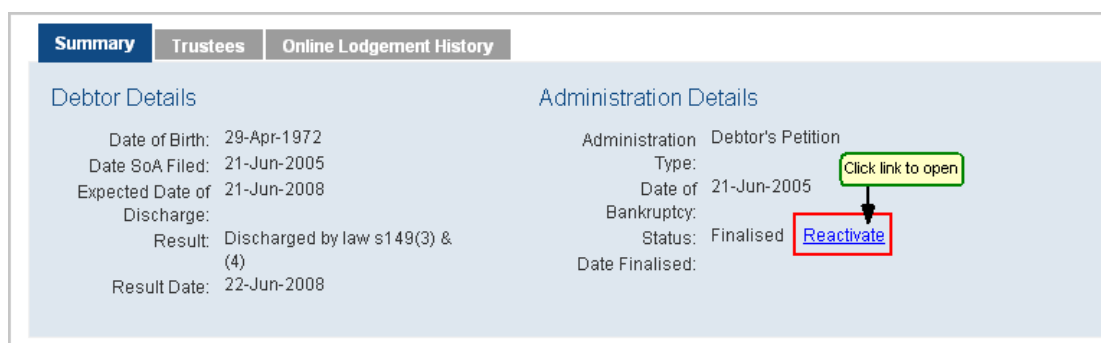 Summary Trustees Online Lodgement History
Debtor Details
Date of Birth: 29-Apr-1972
Date SoA Filed: 21-Jun-2005
Expected Date of 21-Jun-2008
Discharge:
Result: Discharged by law s149(3) &
(4)
Result Date: 22-Jun-2008
Administration Details
Administration Debtor's Petition
Type:
Click link to open
Date of 21-Jun-2005
Bankruptcy:
Status: Finalised Reactivate
Date Finalised: